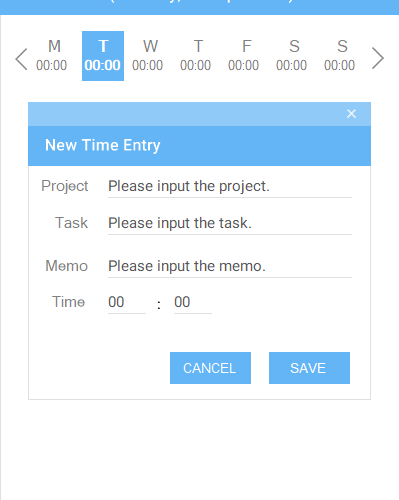 M T W T F S S
00:00 00:00 00:00 00:00 00:00 00:00 00:00
×
New Time Entry
Project Please input the project.
Task Please input the task.
Memo Please input the memo.
Time 00 : 00
CANCEL SAVE